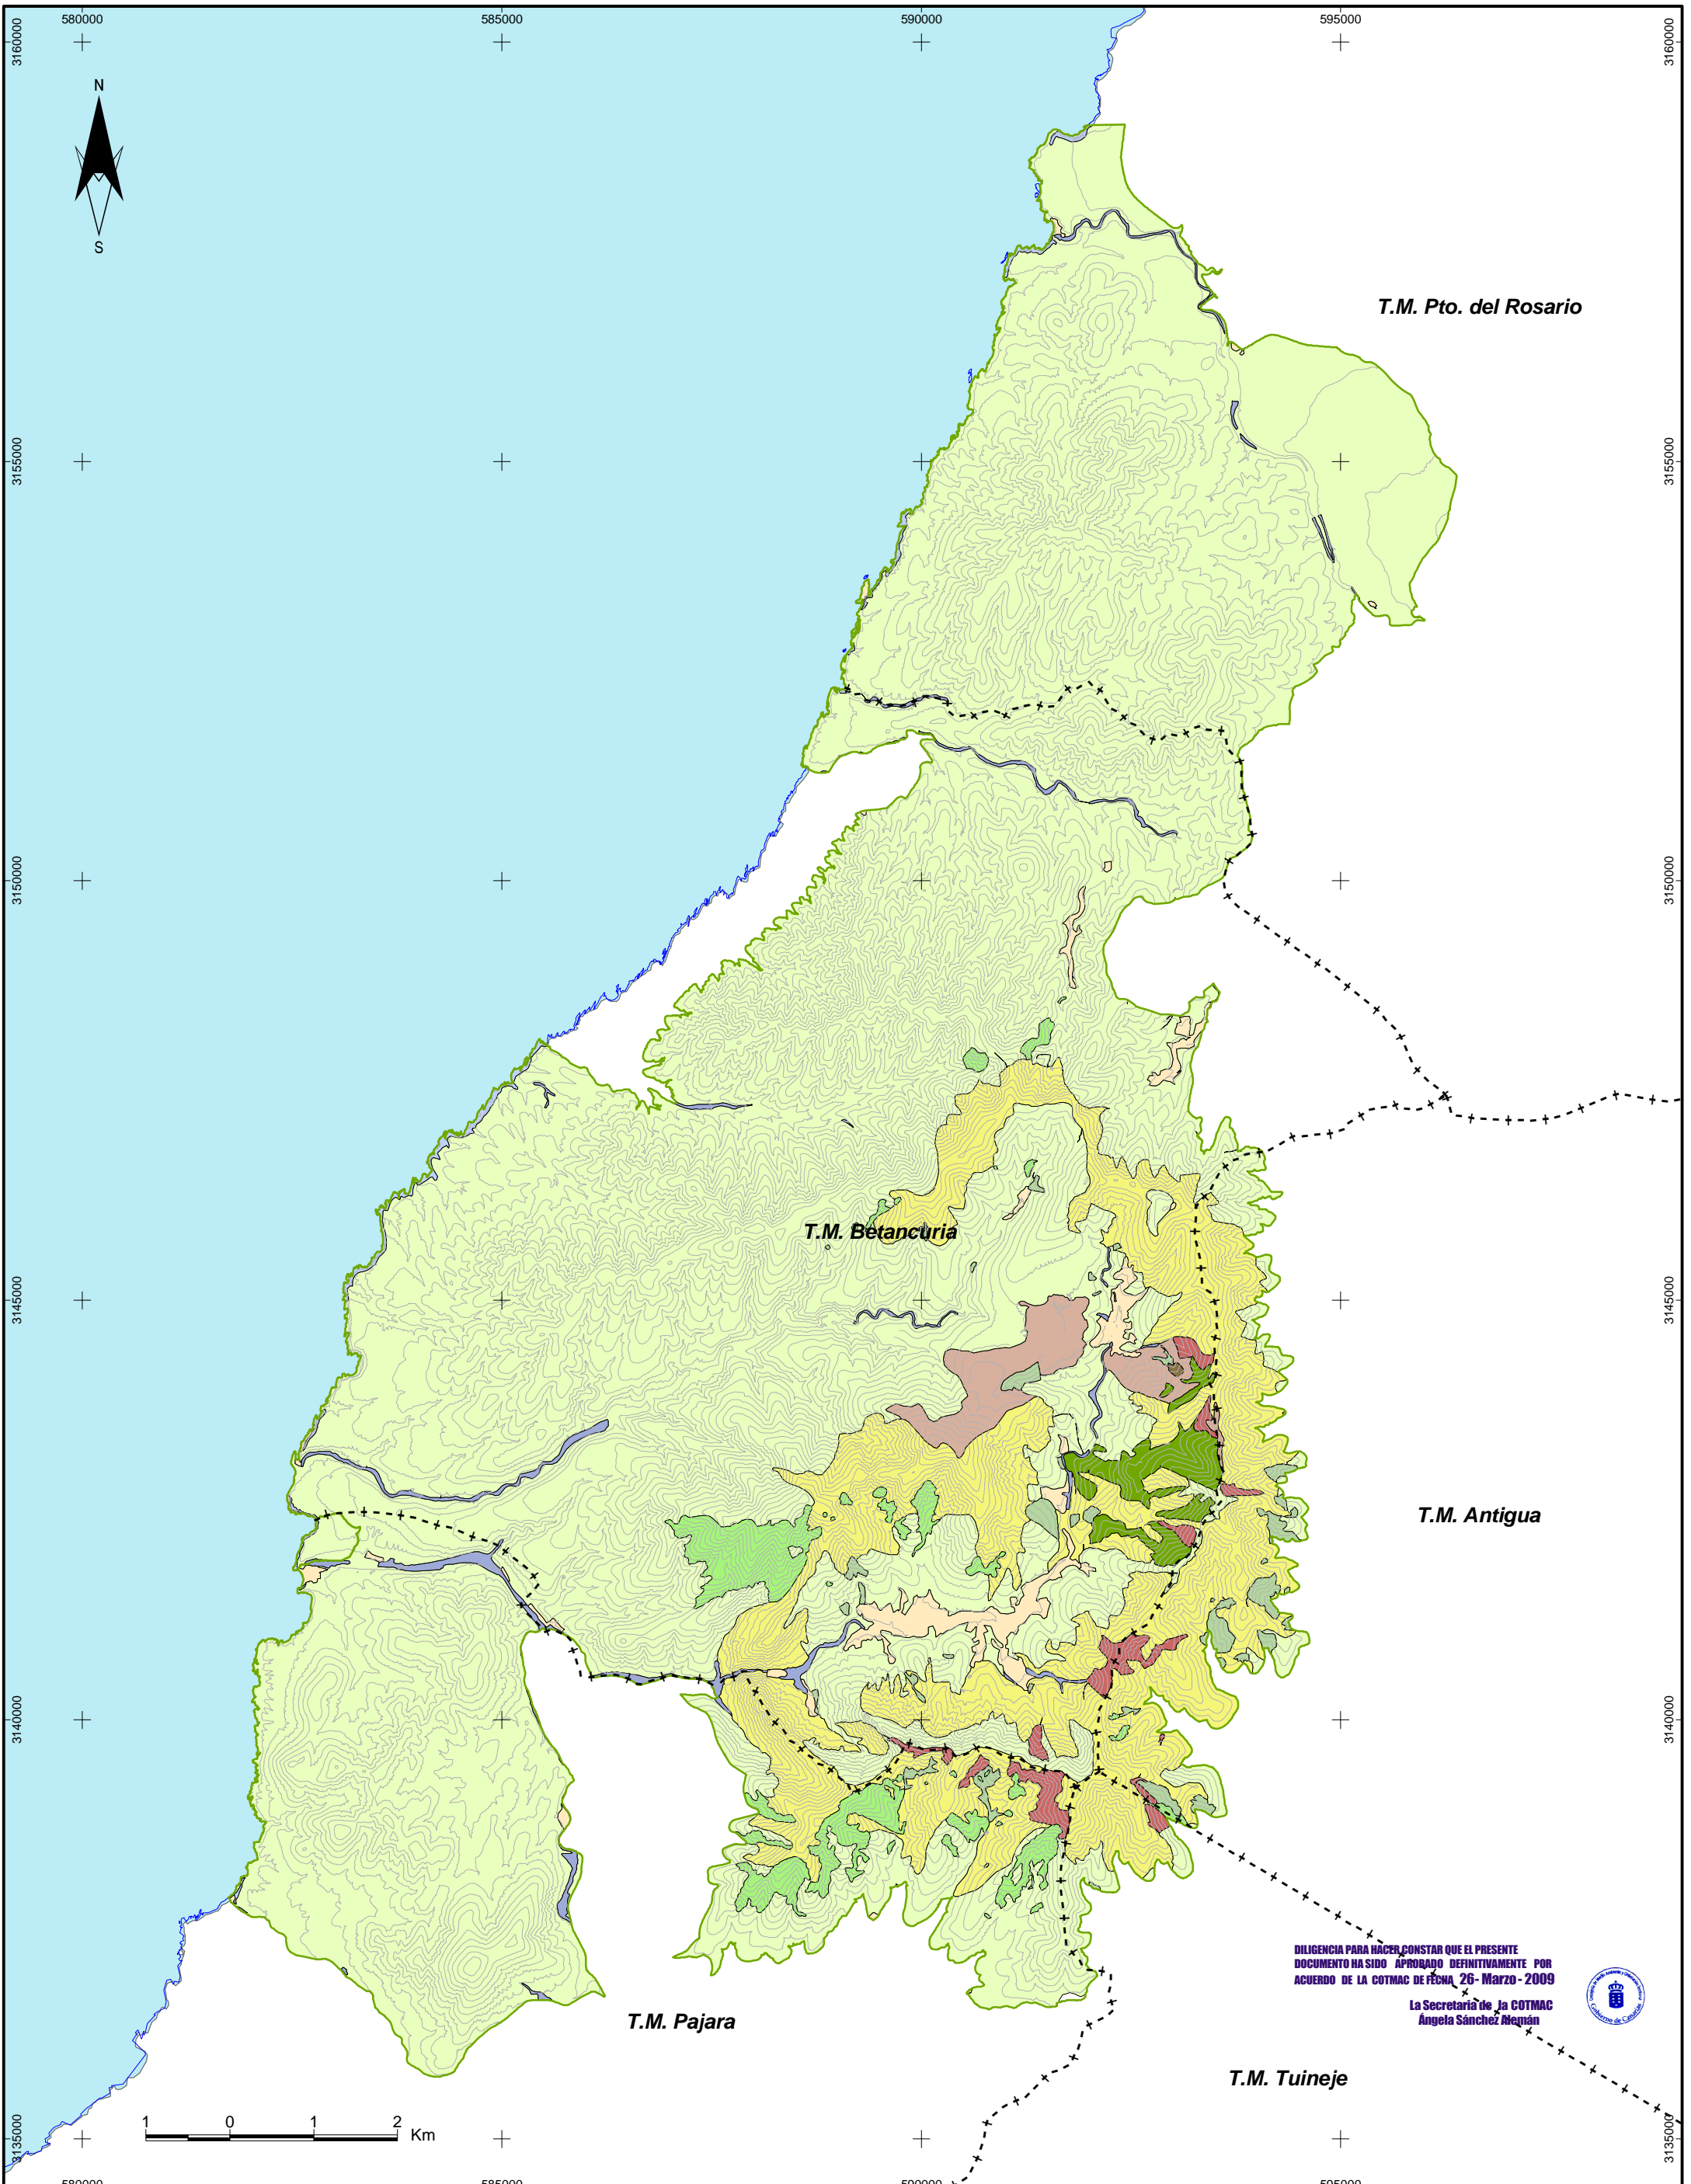 580000
585000
590000
595000
3160000
3160000
N
S
T.M. Pto. del Rosario
3155000
3155000
3150000
3150000
T.M. Betancuria
3145000
3145000
T.M. Antigua
3140000
3140000
DILIGENCIA PARA HACER CONSTAR QUE EL PRESENTE
DOCUMENTO HA SIDO APROBADO DEFINITIVAMENTE POR
ACUERDO DE LA COTMAC DE FECHA 26- Marzo - 2009
La Secretaria de la COTMAC
Ángela Sánchez Alemán
Gobierno de Canarias
T.M. Pajara
T.M. Tuineje
1 0 1 2 Km
3135000
3135000
580000
585000
590000
595000